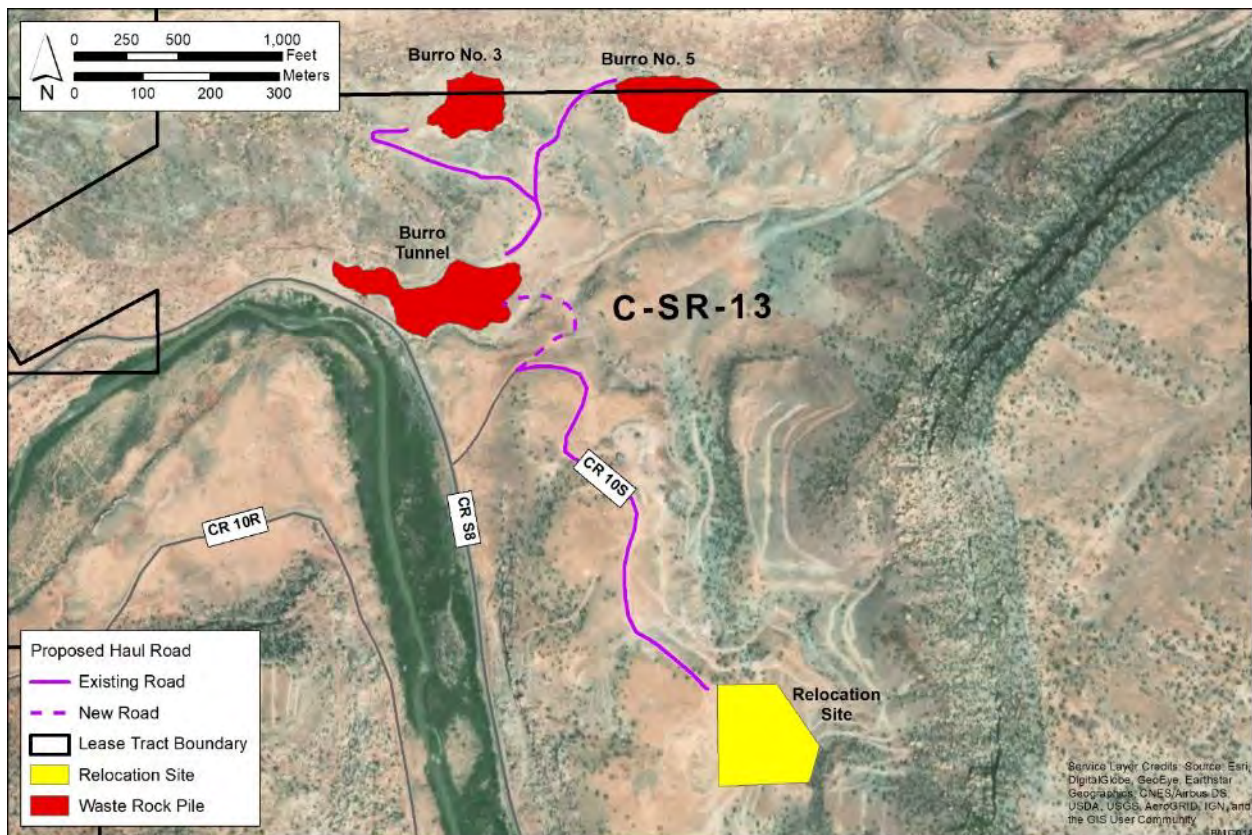 0 250 500 1,000
Feet
Meters
0 100 200 300
N
Burro No. 3
Burro No. 5
Burro
Tunnel
C-SR-13
CR 10S
CR S8
CR 10R
Relocation
Site
Proposed Haul Road
Existing Road
New Road
Lease Tract Boundary
Relocation Site
Waste Rock Pile
Service Layer Credits: Source: Esri,
DigitalGlobe, GeoEye, Earthstar
Geographics, CNES/Airbus DS,
USDA, USGS, AeroGRID, IGN, and
the GIS User Community